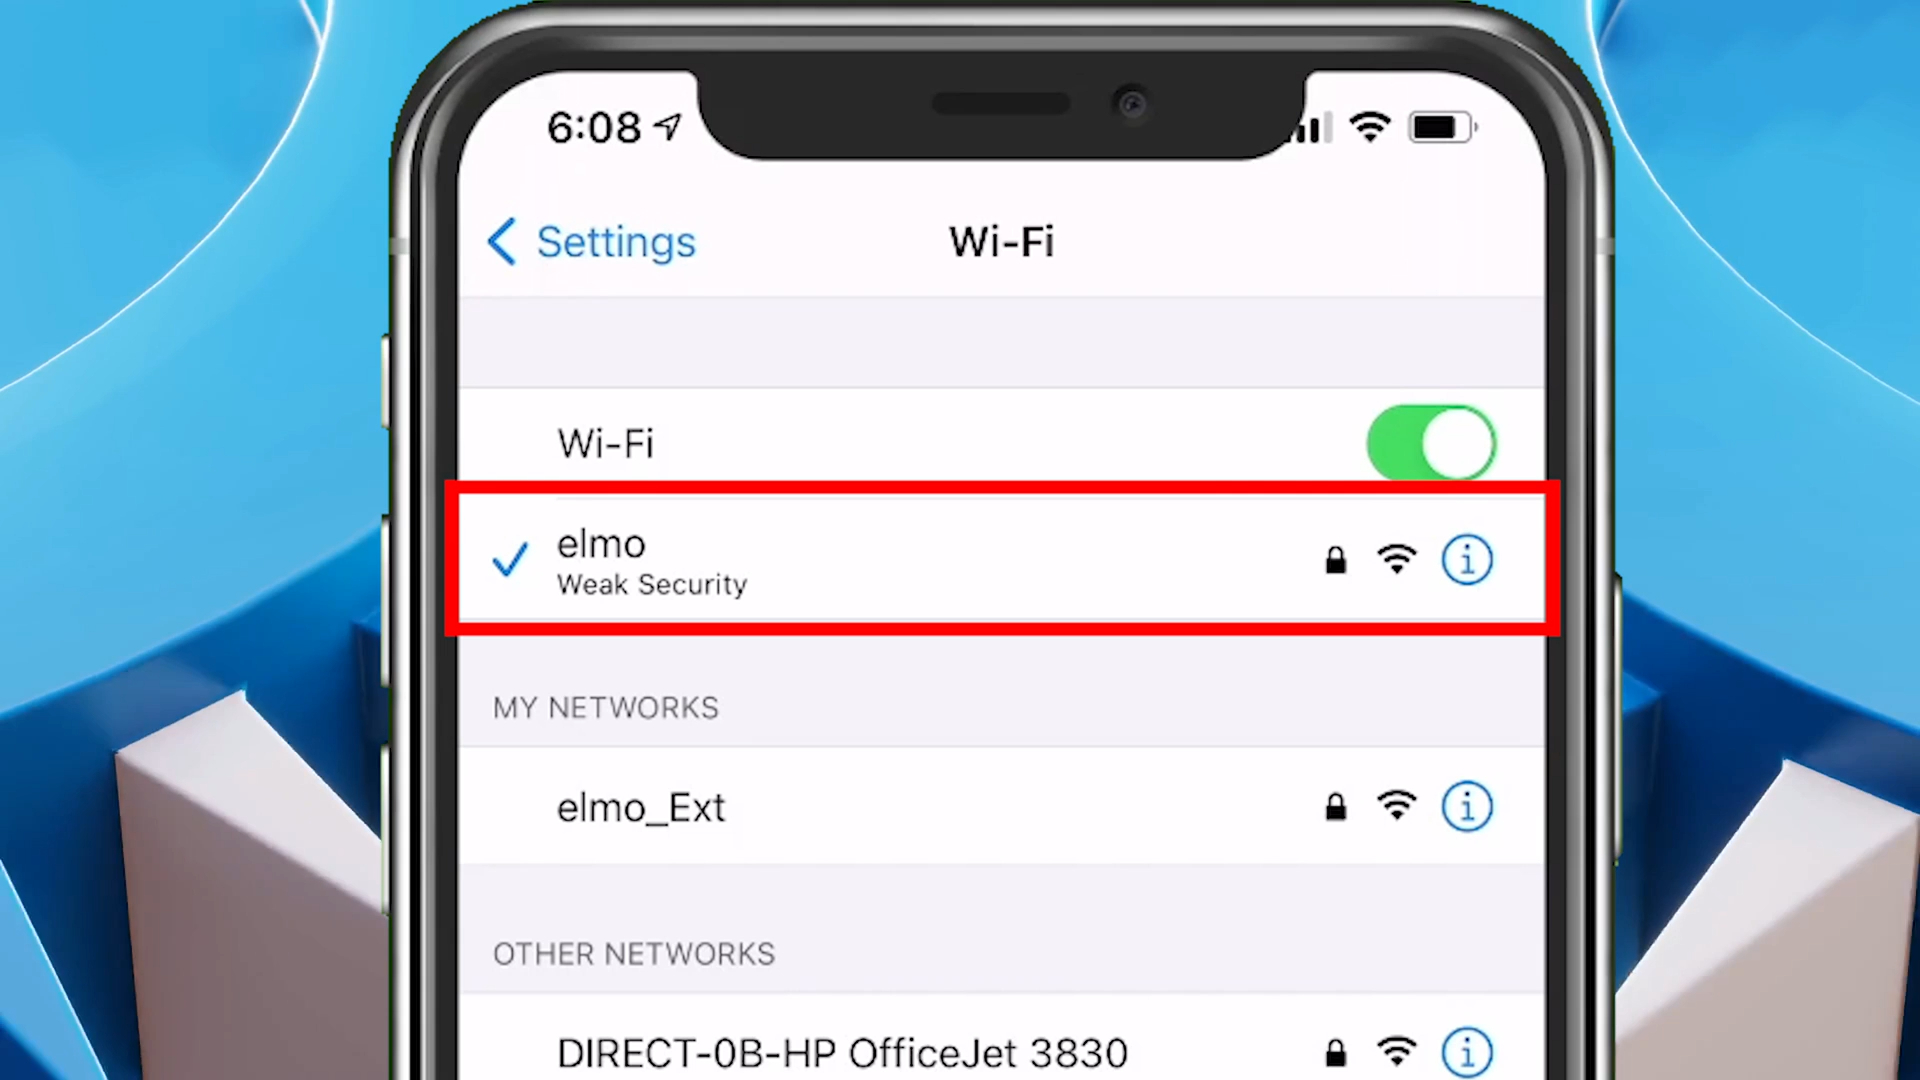 6:08
Settings
Wi-Fi
Wi-Fi
elmo
Weak Security
MY NETWORKS
elmo_Ext
OTHER NETWORKS
DIRECT-0B-HP OfficeJet 3830